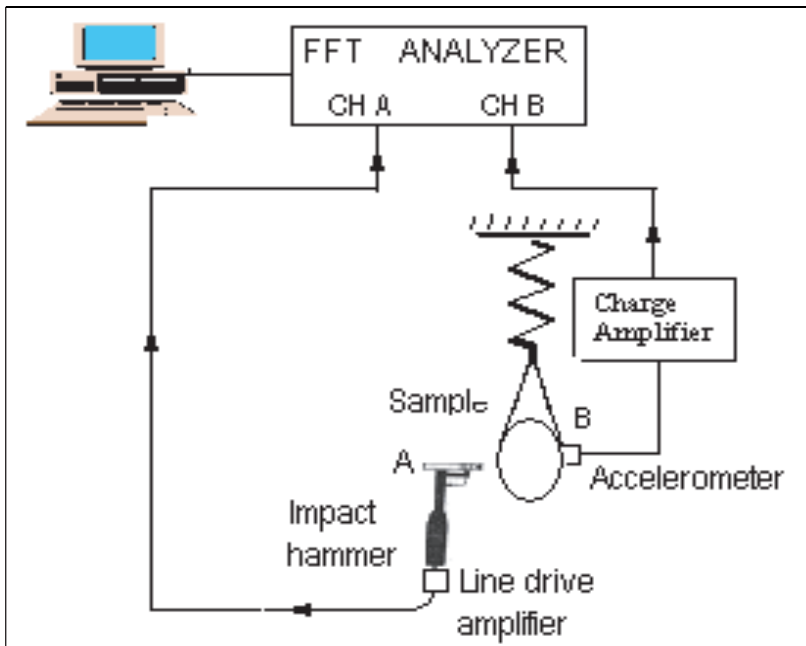 FFT ANALYZER
CH A CH B
Charge
Amplifier
Sample
B
A
Accelerometer
Impact
hammer
Line drive
amplifier